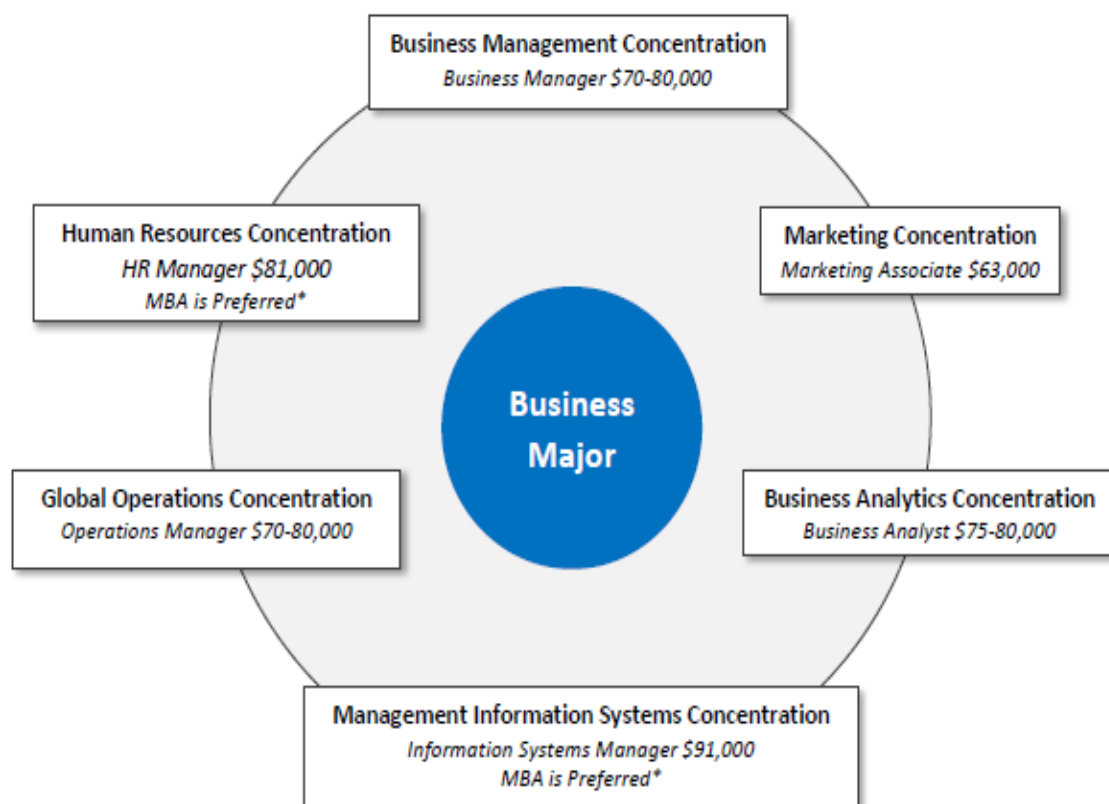 Business Management Concentration
Business Manager $70-80,000
Human Resources Concentration
HR Manager $81,000
MBA is Preferred*
Marketing Concentration
Marketing Associate $63,000
Business
Major
Global Operations Concentration
Operations Manager $70-80,000
Business Analytics Concentration
Business Analyst $75-80,000
Management Information Systems Concentration
Information Systems Manager $91,000
MBA is Preferred*